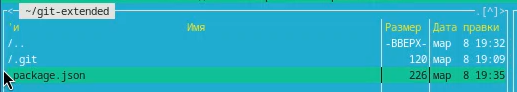 <─ ~/git-extended ─.[^]>
'и Имя Размер Дата правки
/.. -ВВЕРХ- мар 8 19:32
/.git 120 мар 8 19:09
package.json 226 мар 8 19:35